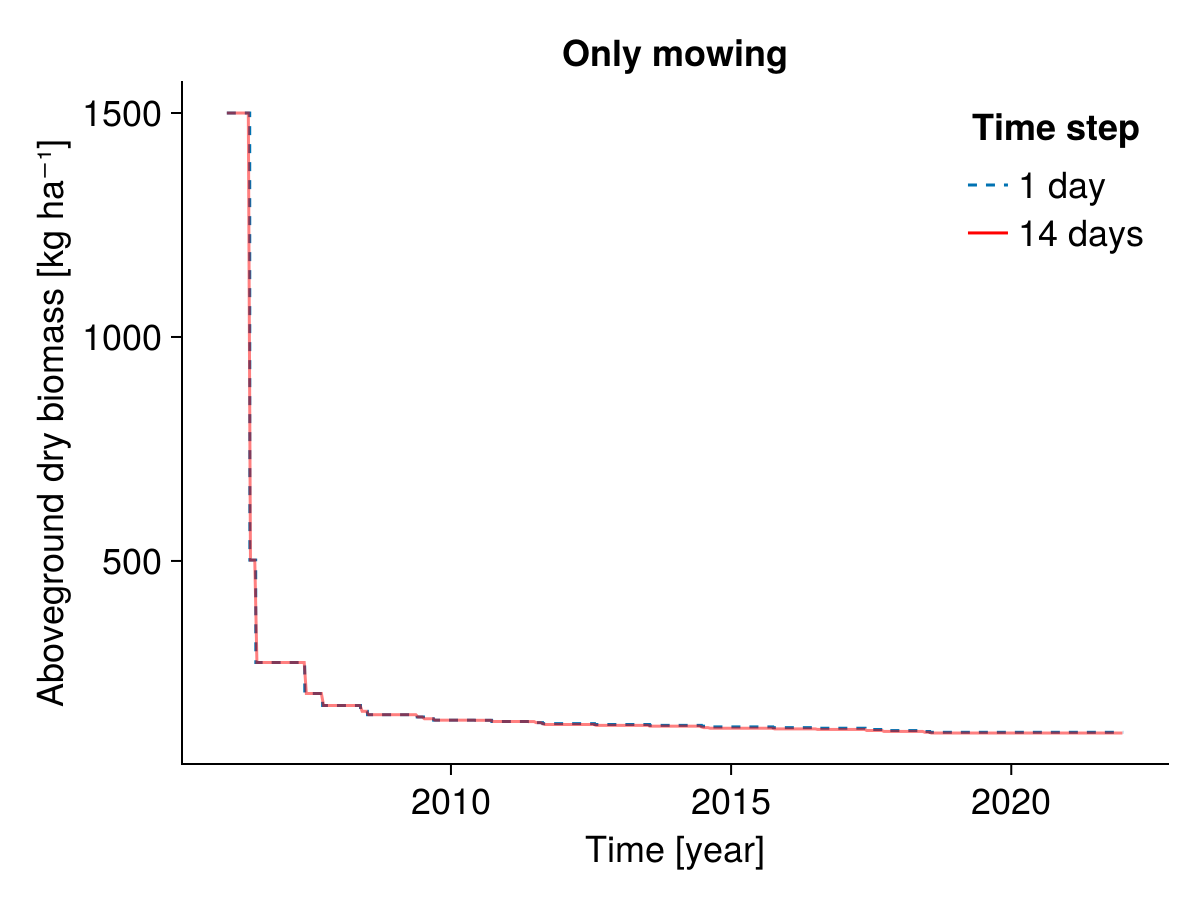 Only mowing
Aboveground dry biomass [kg ha⁻¹]
1500
1000
500
Time step
1 day
14 days
2010
2015
2020
Time [year]